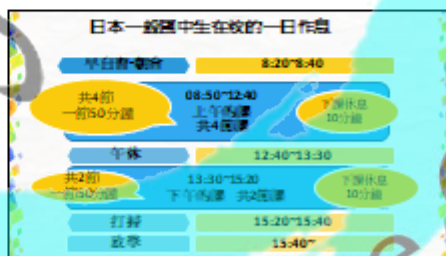 日本一般國中生在校的一日作息
早自習-朝會
8:20~8:40
共4節
一節50分鐘
08:50~12:40
上午四課
共4節課
下課休息
10分鐘
午休
12:40~13:30
共2節
一節50分鐘
13:30~15:20
下午 課 共2節課
下課休息
10分鐘
打掃
15:20~15:40
放學
15:40~